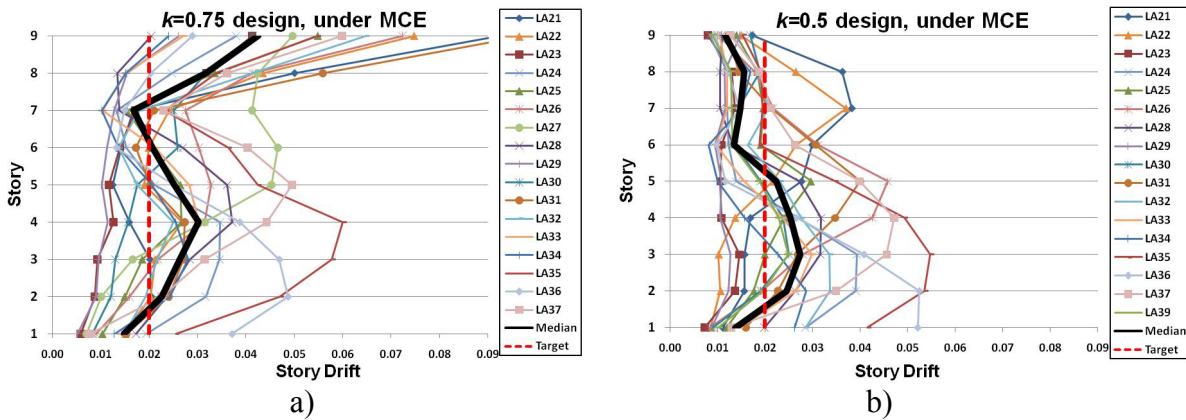 k=0.75 design, under MCE
Story
9
8
7
6
5
4
3
2
1
0.00 0.01 0.02 0.03 0.04 0.05 0.06 0.07 0.08 0.09
Story Drift
LA21
LA22
LA23
LA24
LA25
LA26
LA27
LA28
LA29
LA30
LA31
LA32
LA33
LA34
LA35
LA36
LA37
Median
Target
a)
k=0.5 design, under MCE
Story
9
8
7
6
5
4
3
2
1
0.00 0.01 0.02 0.03 0.04 0.05 0.06 0.07 0.08 0.09
Story Drift
LA21
LA22
LA23
LA24
LA25
LA26
LA28
LA29
LA30
LA31
LA32
LA33
LA34
LA35
LA36
LA37
LA39
Median
Target
b)